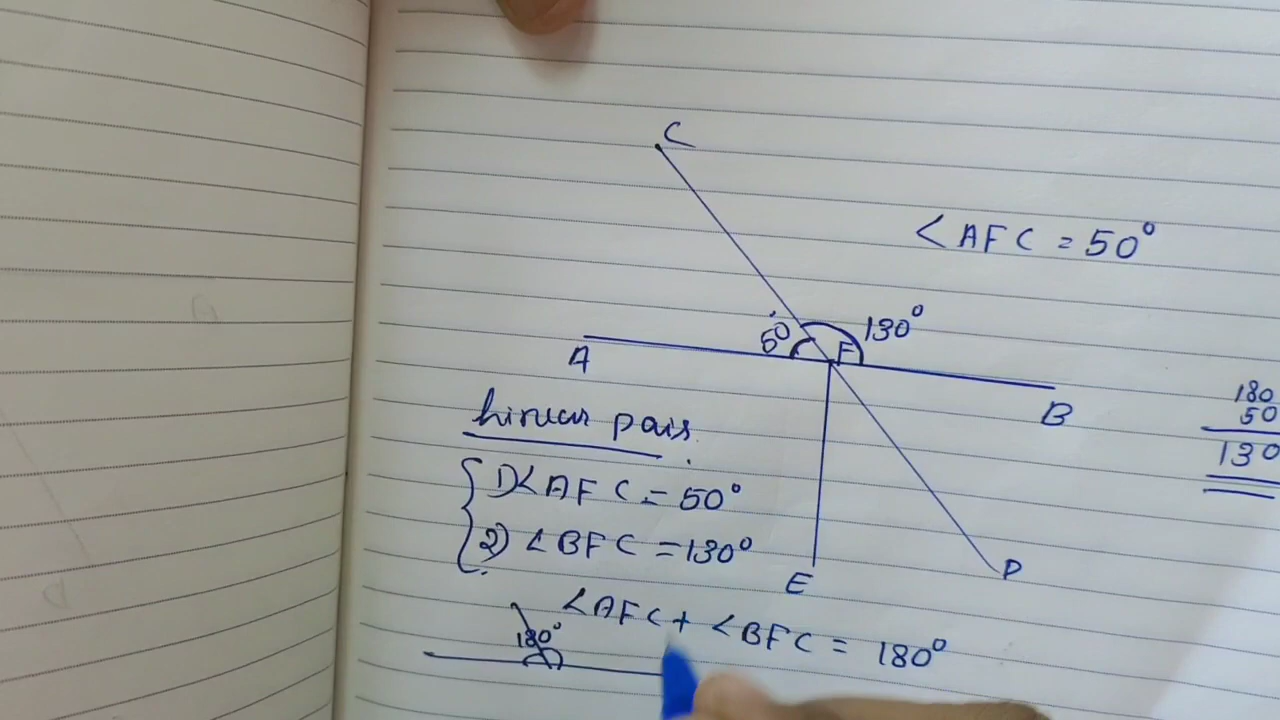 C
<AFC = 50°
50 130°
F
A
B
180
50
130
Linear pair.
1) <AFC = 50°
2) <BFC = 130°
E
D
<AFC + <BFC = 180°
180°